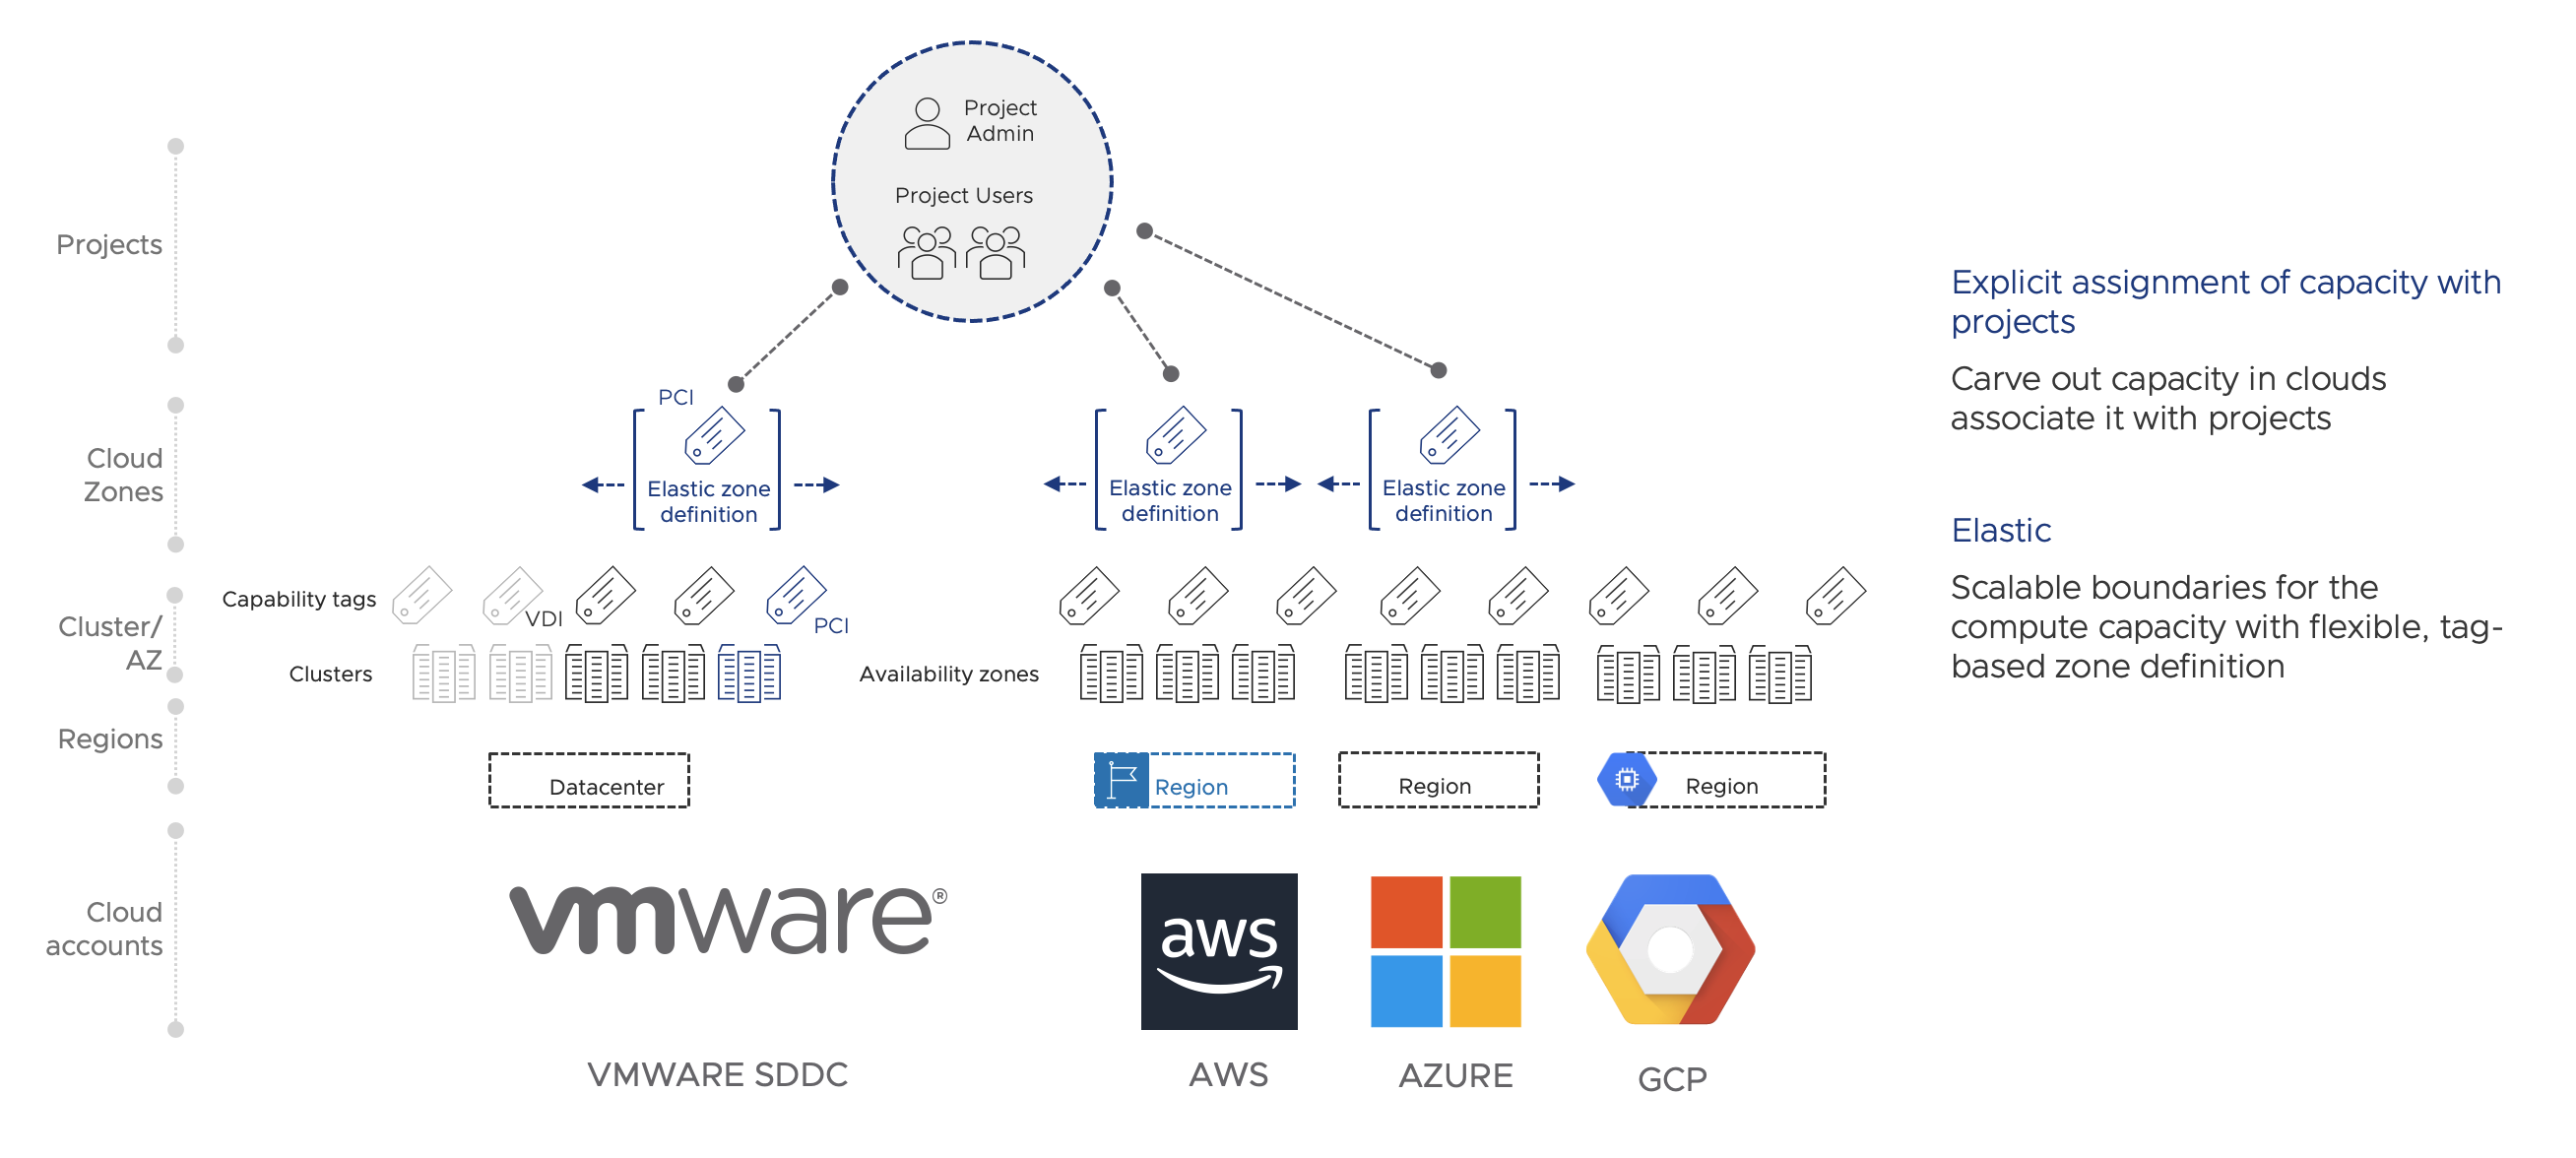 Project
Admin
Project Users
Projects
Explicit assignment of capacity with
projects
Carve out capacity in clouds
associate it with projects
PCI
Cloud
Zones
Elastic zone
definition
Elastic zone
definition
Elastic zone
definition
Elastic
Scalable boundaries for the
compute capacity with flexible, tag-
based zone definition
Capability tags
VDI
PCI
Cluster/
AZ
Clusters
Availability zones
Regions
Datacenter
Region
Region
Region
Cloud
accounts
vmware®
aws
VMWARE SDDC
AWS
AZURE
GCP